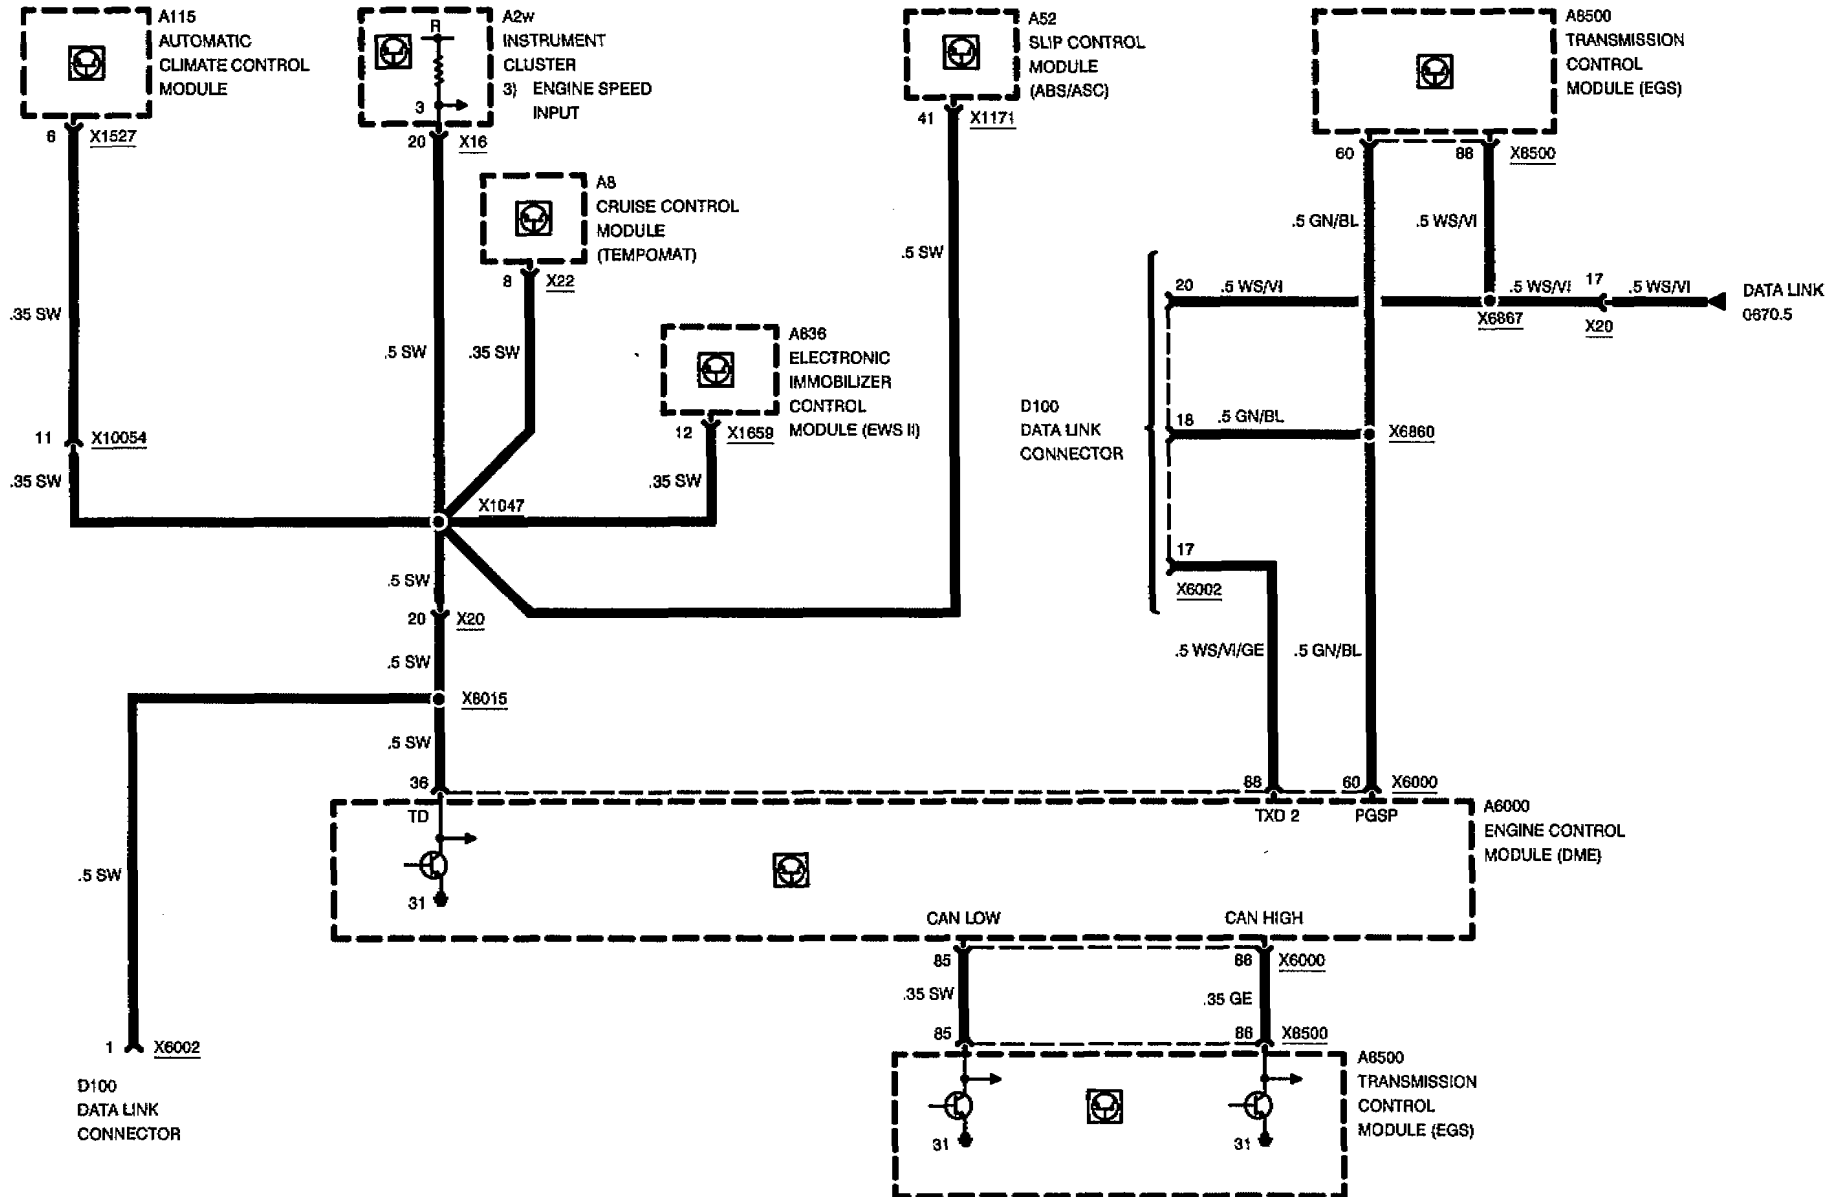 A115
AUTOMATIC
CLIMATE CONTROL
MODULE
6 X1527
.35 SW
11 X10054
.35 SW
A2w
INSTRUMENT
CLUSTER
3) ENGINE SPEED
INPUT
R
3
20 X16
.5 SW
A8
CRUISE CONTROL
MODULE
(TEMPOMAT)
8 X22
.35 SW
A836
ELECTRONIC
IMMOBILIZER
CONTROL
MODULE (EWS II)
12 X1659
.35 SW
A52
SLIP CONTROL
MODULE
(ABS/ASC)
41 X1171
.5 SW
X1047
.5 SW
20 X20
.5 SW
X6015
.5 SW
.5 SW
1 X6002
D100
DATA LINK
CONNECTOR
A8500
TRANSMISSION
CONTROL
MODULE (EGS)
60 88 X8500
.5 GN/BL .5 WS/VI
20 .5 WS/VI
.5 WS/VI 17 .5 WS/VI
X6867 X20
DATA LINK
0670.5
18 .5 GN/BL
X6860
D100
DATA LINK
CONNECTOR
17
X6002
.5 WS/VI/GE .5 GN/BL
36 88 60 X6000
TD TXD 2 PGSP
A6000
ENGINE CONTROL
MODULE (DME)
31
CAN LOW CAN HIGH
85 86 X6000
.35 SW .35 GE
85 86 X8500
A8500
TRANSMISSION
CONTROL
MODULE (EGS)
31 31